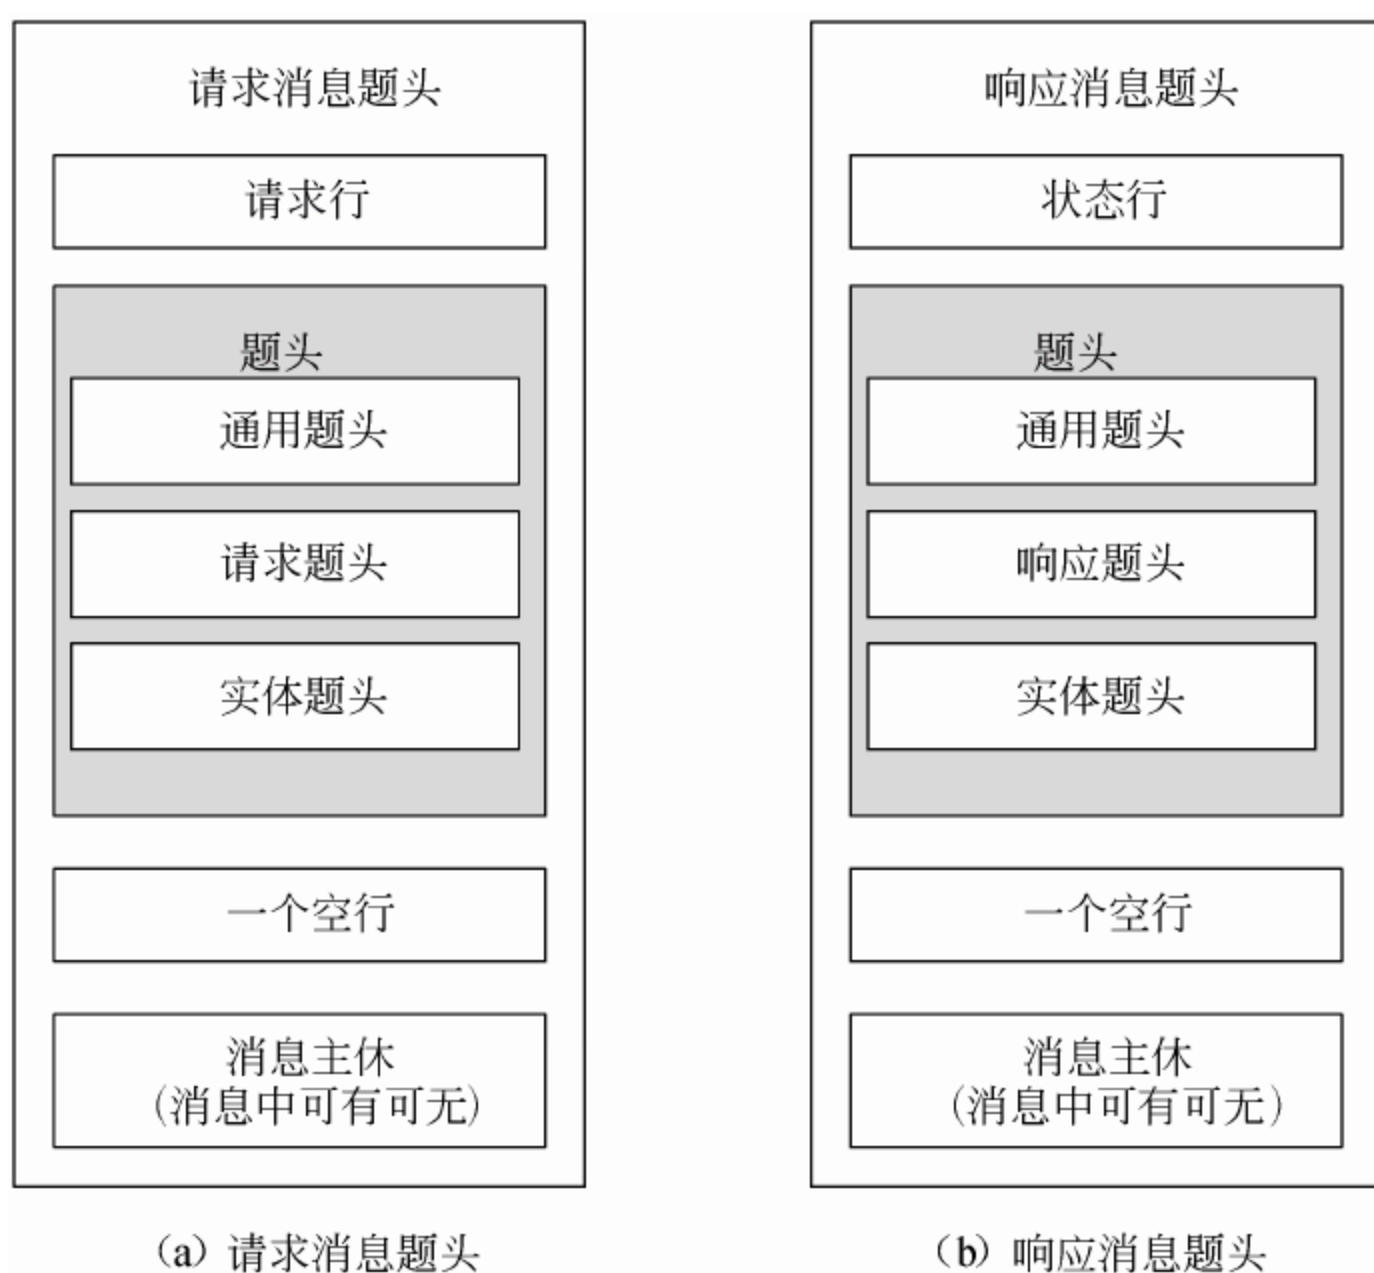 请求消息题头
请求行
题头
通用题头
请求题头
实体题头
一个空行
消息主休
(消息中可有可无)
(a) 请求消息题头
响应消息题头
状态行
题头
通用题头
响应题头
实体题头
一个空行
消息主休
(消息中可有可无)
(b) 响应消息题头